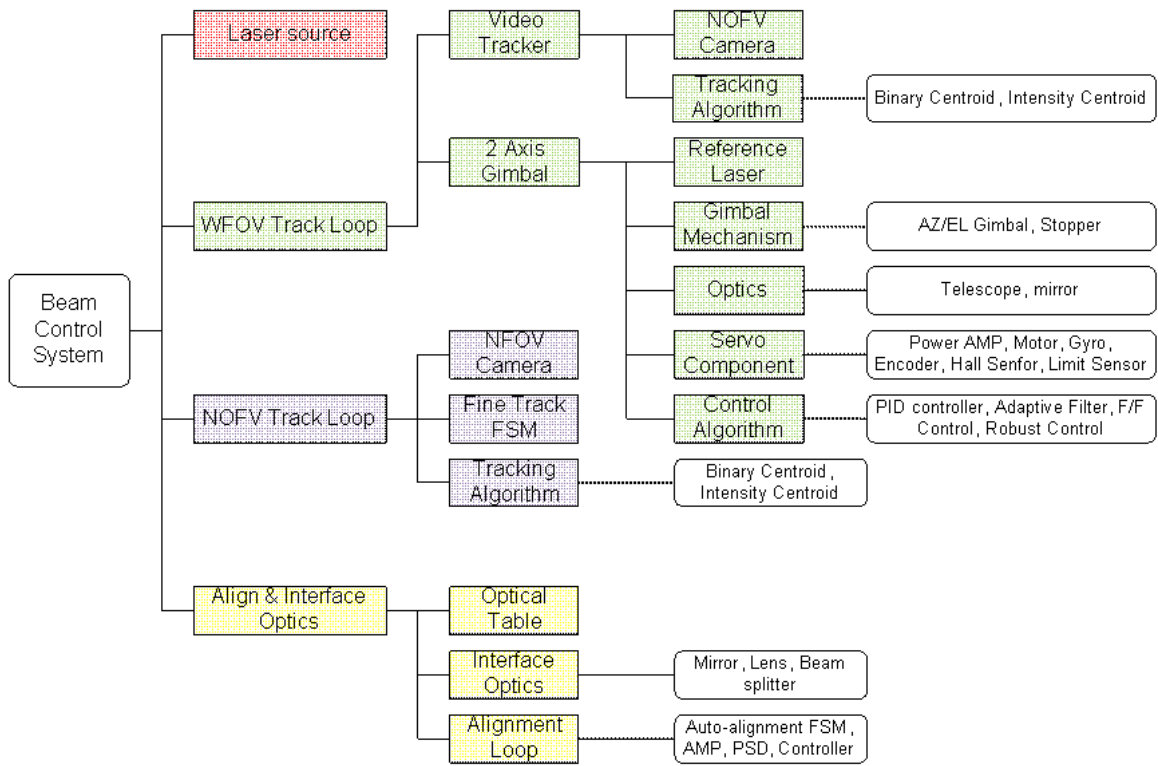 Laser source
Video
Tracker
NOFV
Camera
Tracking
Algorithm
Binary Centroid, Intensity Centroid
2 Axis
Gimbal
Reference
Laser
WFOV Track Loop
Gimbal
Mechanism
AZ/EL Gimbal, Stopper
Optics
Telescope, mirror
Beam
Control
System
NFOV
Camera
Servo
Component
Power AMP, Motor, Gyro,
Encoder, Hall Senfor, Limit Sensor
NOFV Track Loop
Fine Track
FSM
Control
Algorithm
PID controller, Adaptive Filter, F/F
Control, Robust Control
Tracking
Algorithm
Binary Centroid,
Intensity Centroid
Align & Interface
Optics
Optical
Table
Interface
Optics
Mirror, Lens, Beam
splitter
Alignment
Loop
Auto-alignment FSM,
AMP, PSD, Controller